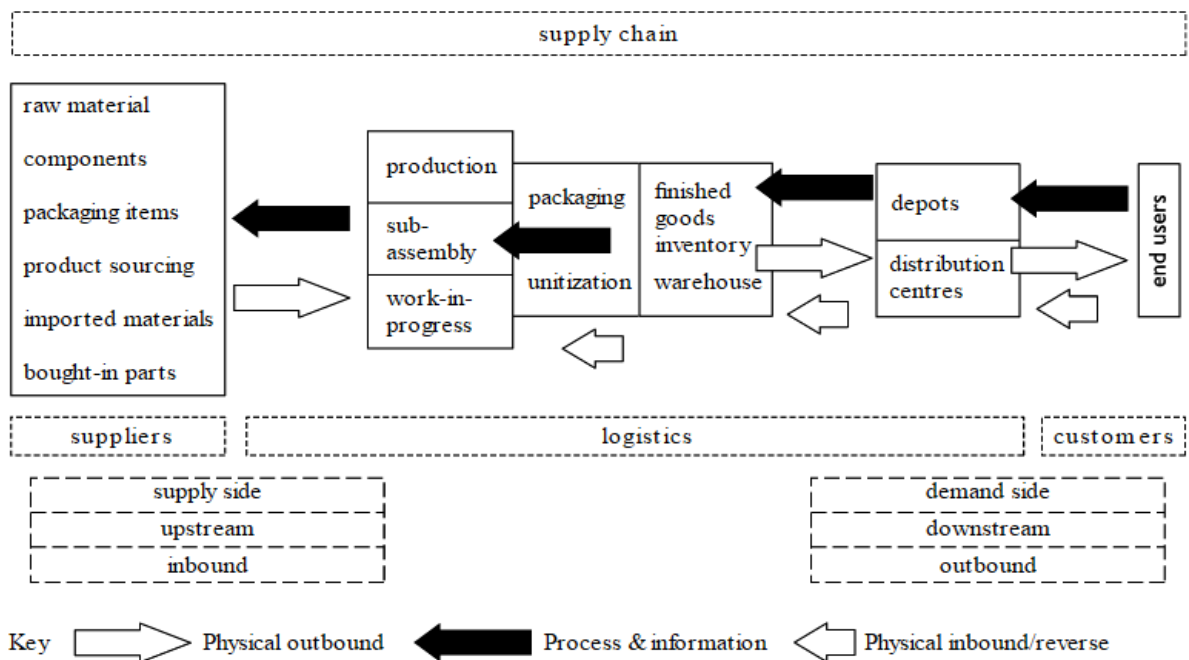 supply chain
raw material
components
packaging items
product sourcing
imported materials
bought-in parts
production
sub-
assembly
work-in-
progress
packaging
unitization
finished
goods
inventory
warehouse
depots
distribution
centres
end users
suppliers
logistics
customers
supply side
upstream
inbound
demand side
downstream
outbound
Key Physical outbound Process & information Physical inbound/reverse